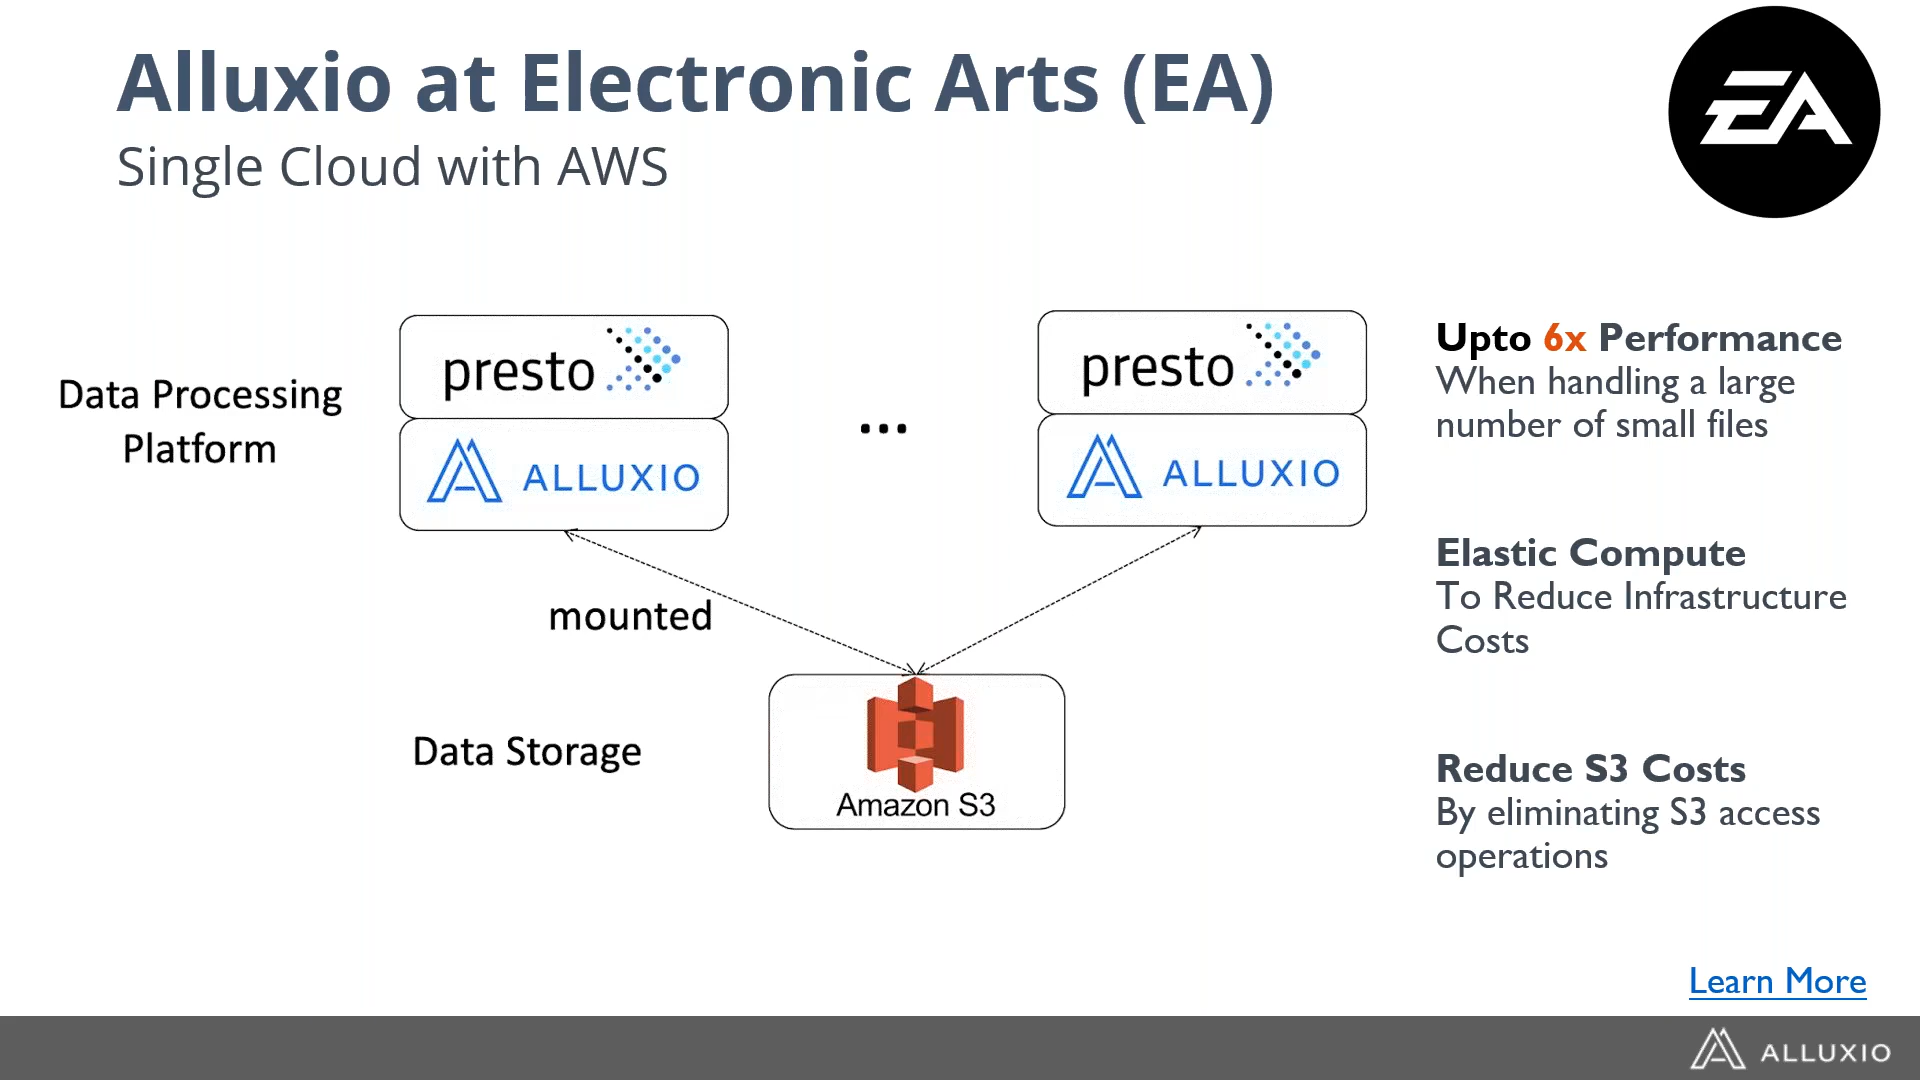 Alluxio at Electronic Arts (EA)
Single Cloud with AWS
EA
Data Processing
Platform
presto
ALLUXIO
...
presto
ALLUXIO
mounted
Data Storage
Amazon S3
Upto 6x Performance
When handling a large
number of small files
Elastic Compute
To Reduce Infrastructure
Costs
Reduce S3 Costs
By eliminating S3 access
operations
Learn More
ALLUXIO